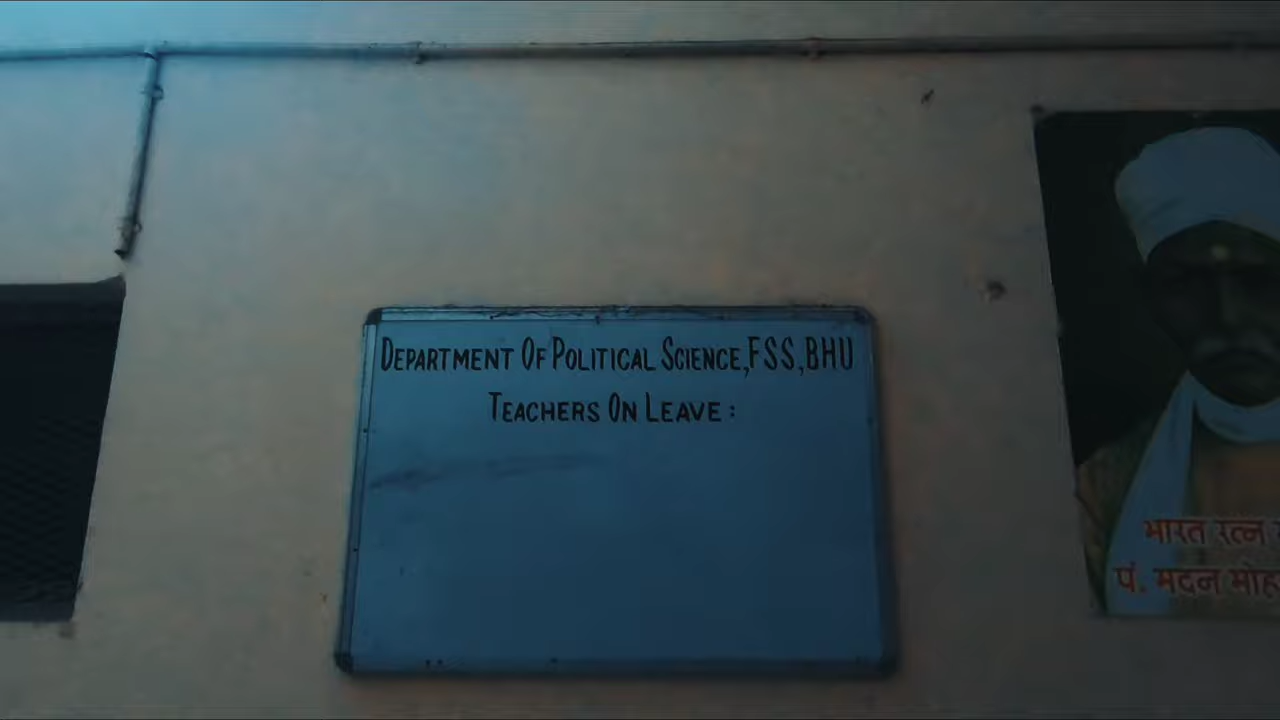 DEPARTMENT OF POLITICAL SCIENCE,FSS,BHU
TEACHERS ON LEAVE :
भारत रत्न
पं. मदन मोह